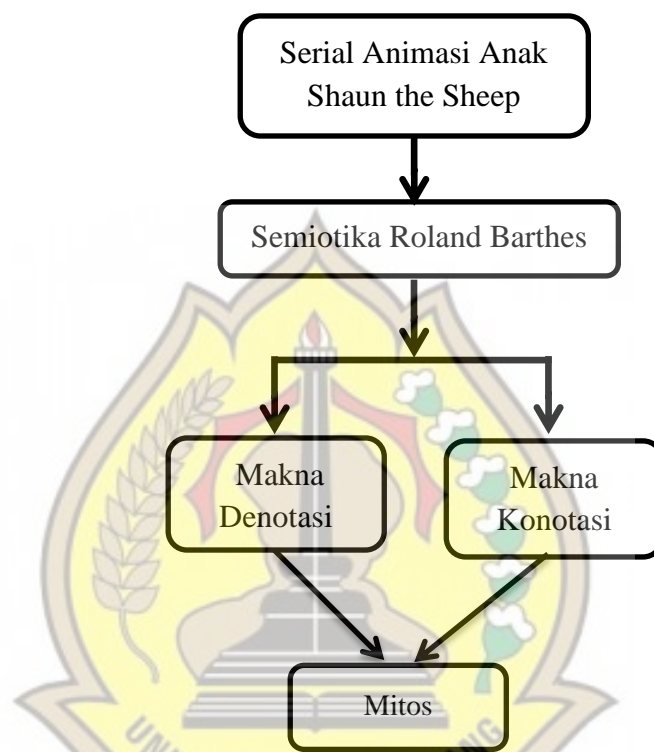 Serial Animasi Anak
Shaun the Sheep
Semiotika Roland Barthes
Makna
Denotasi
Makna
Konotasi
Mitos